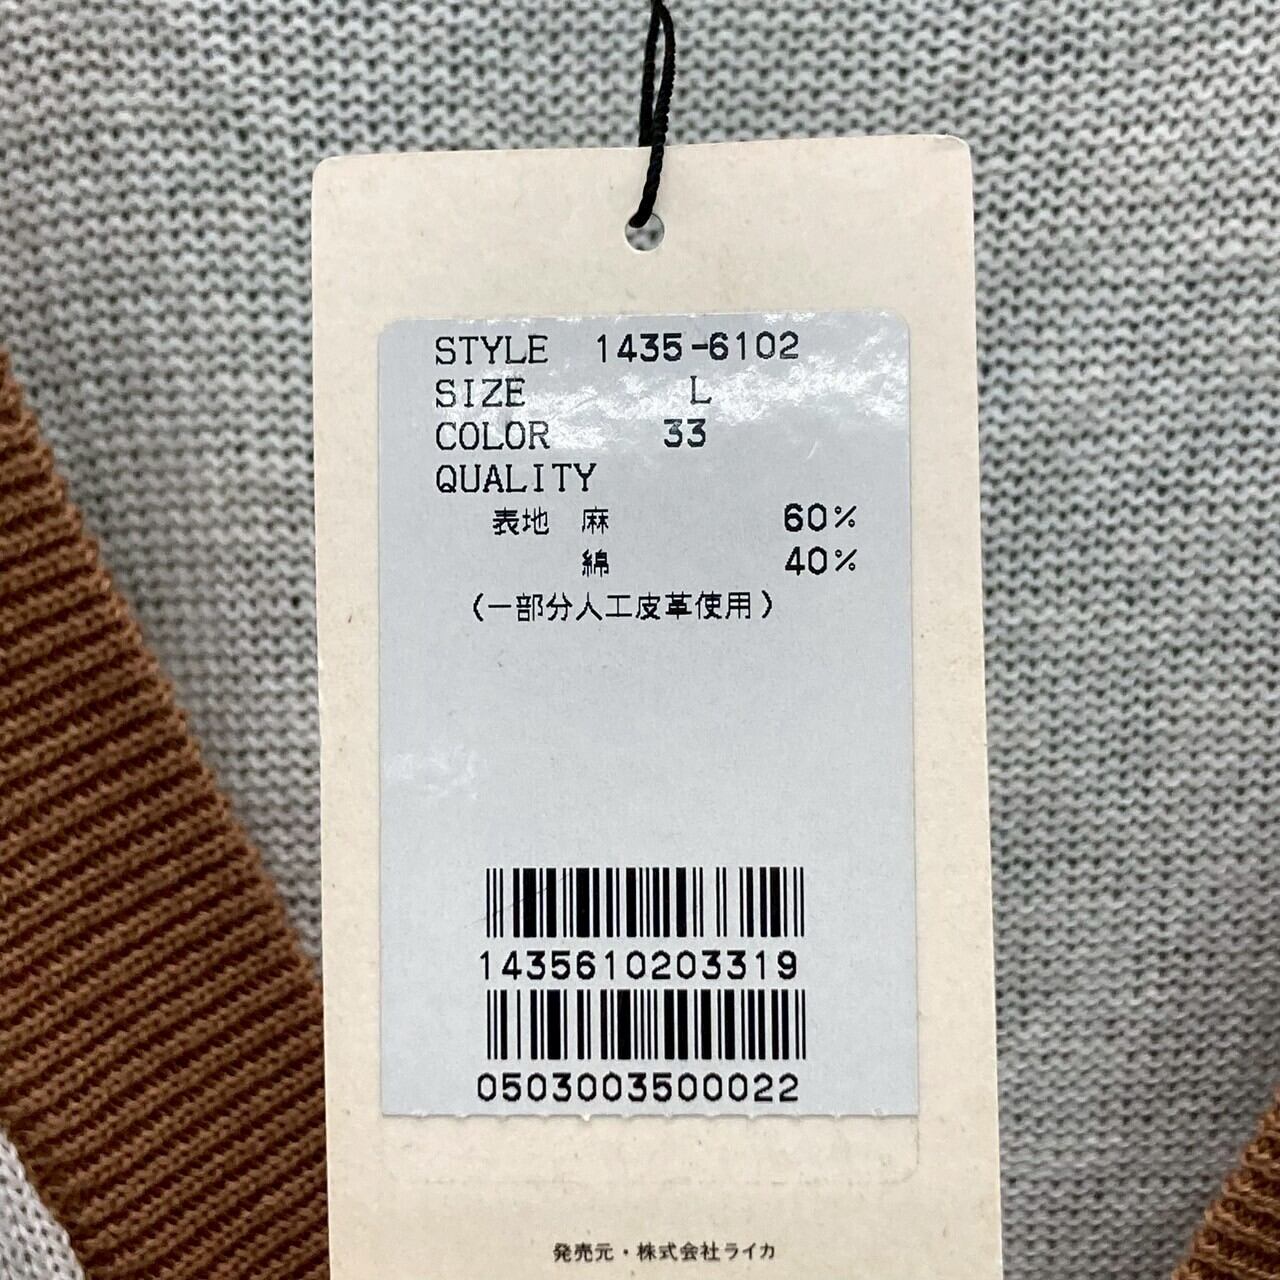 STYLE 1435-6102
SIZE L
COLOR 33
QUALITY
表地 麻 60%
綿 40%
(一部分人工皮革使用)
1435610203319
0503003500022
発売元・株式会社ライカ